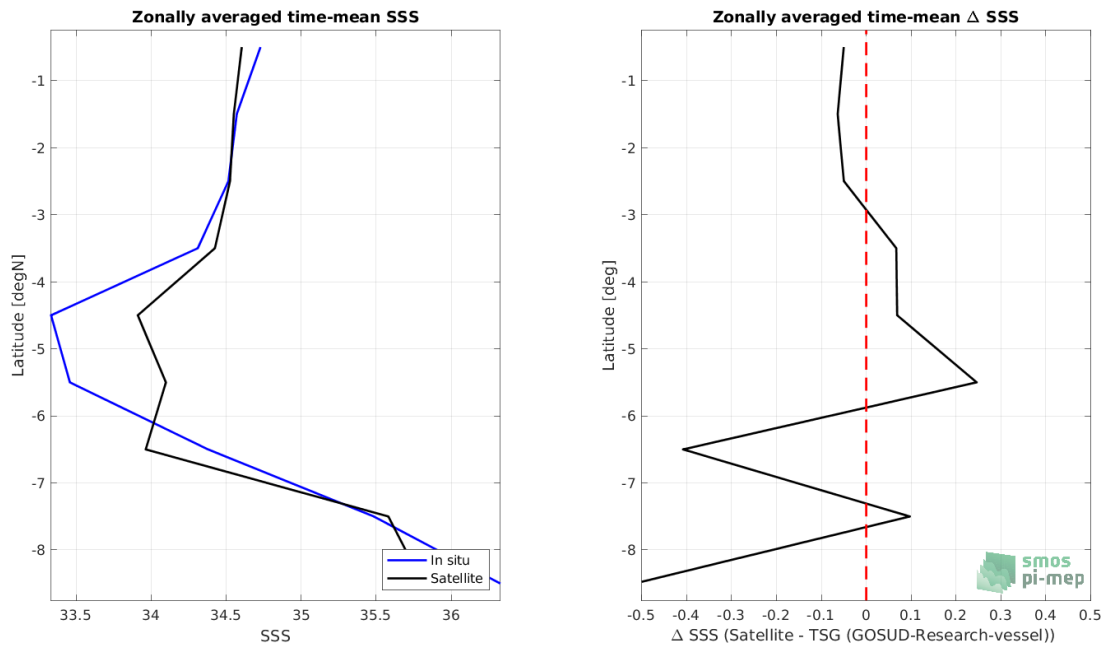 Zonally averaged time-mean SSS
-1
-2
-3
-4
-5
-6
-7
-8
Latitude [degN]
33.5 34 34.5 35 35.5 36
SSS
In situ
Satellite
Zonally averaged time-mean Δ SSS
-1
-2
-3
-4
-5
-6
-7
-8
Latitude [deg]
-0.5 -0.4 -0.3 -0.2 -0.1 0 0.1 0.2 0.3 0.4 0.5
Δ SSS (Satellite - TSG (GOSUD-Research-vessel))
smos
pi-mep